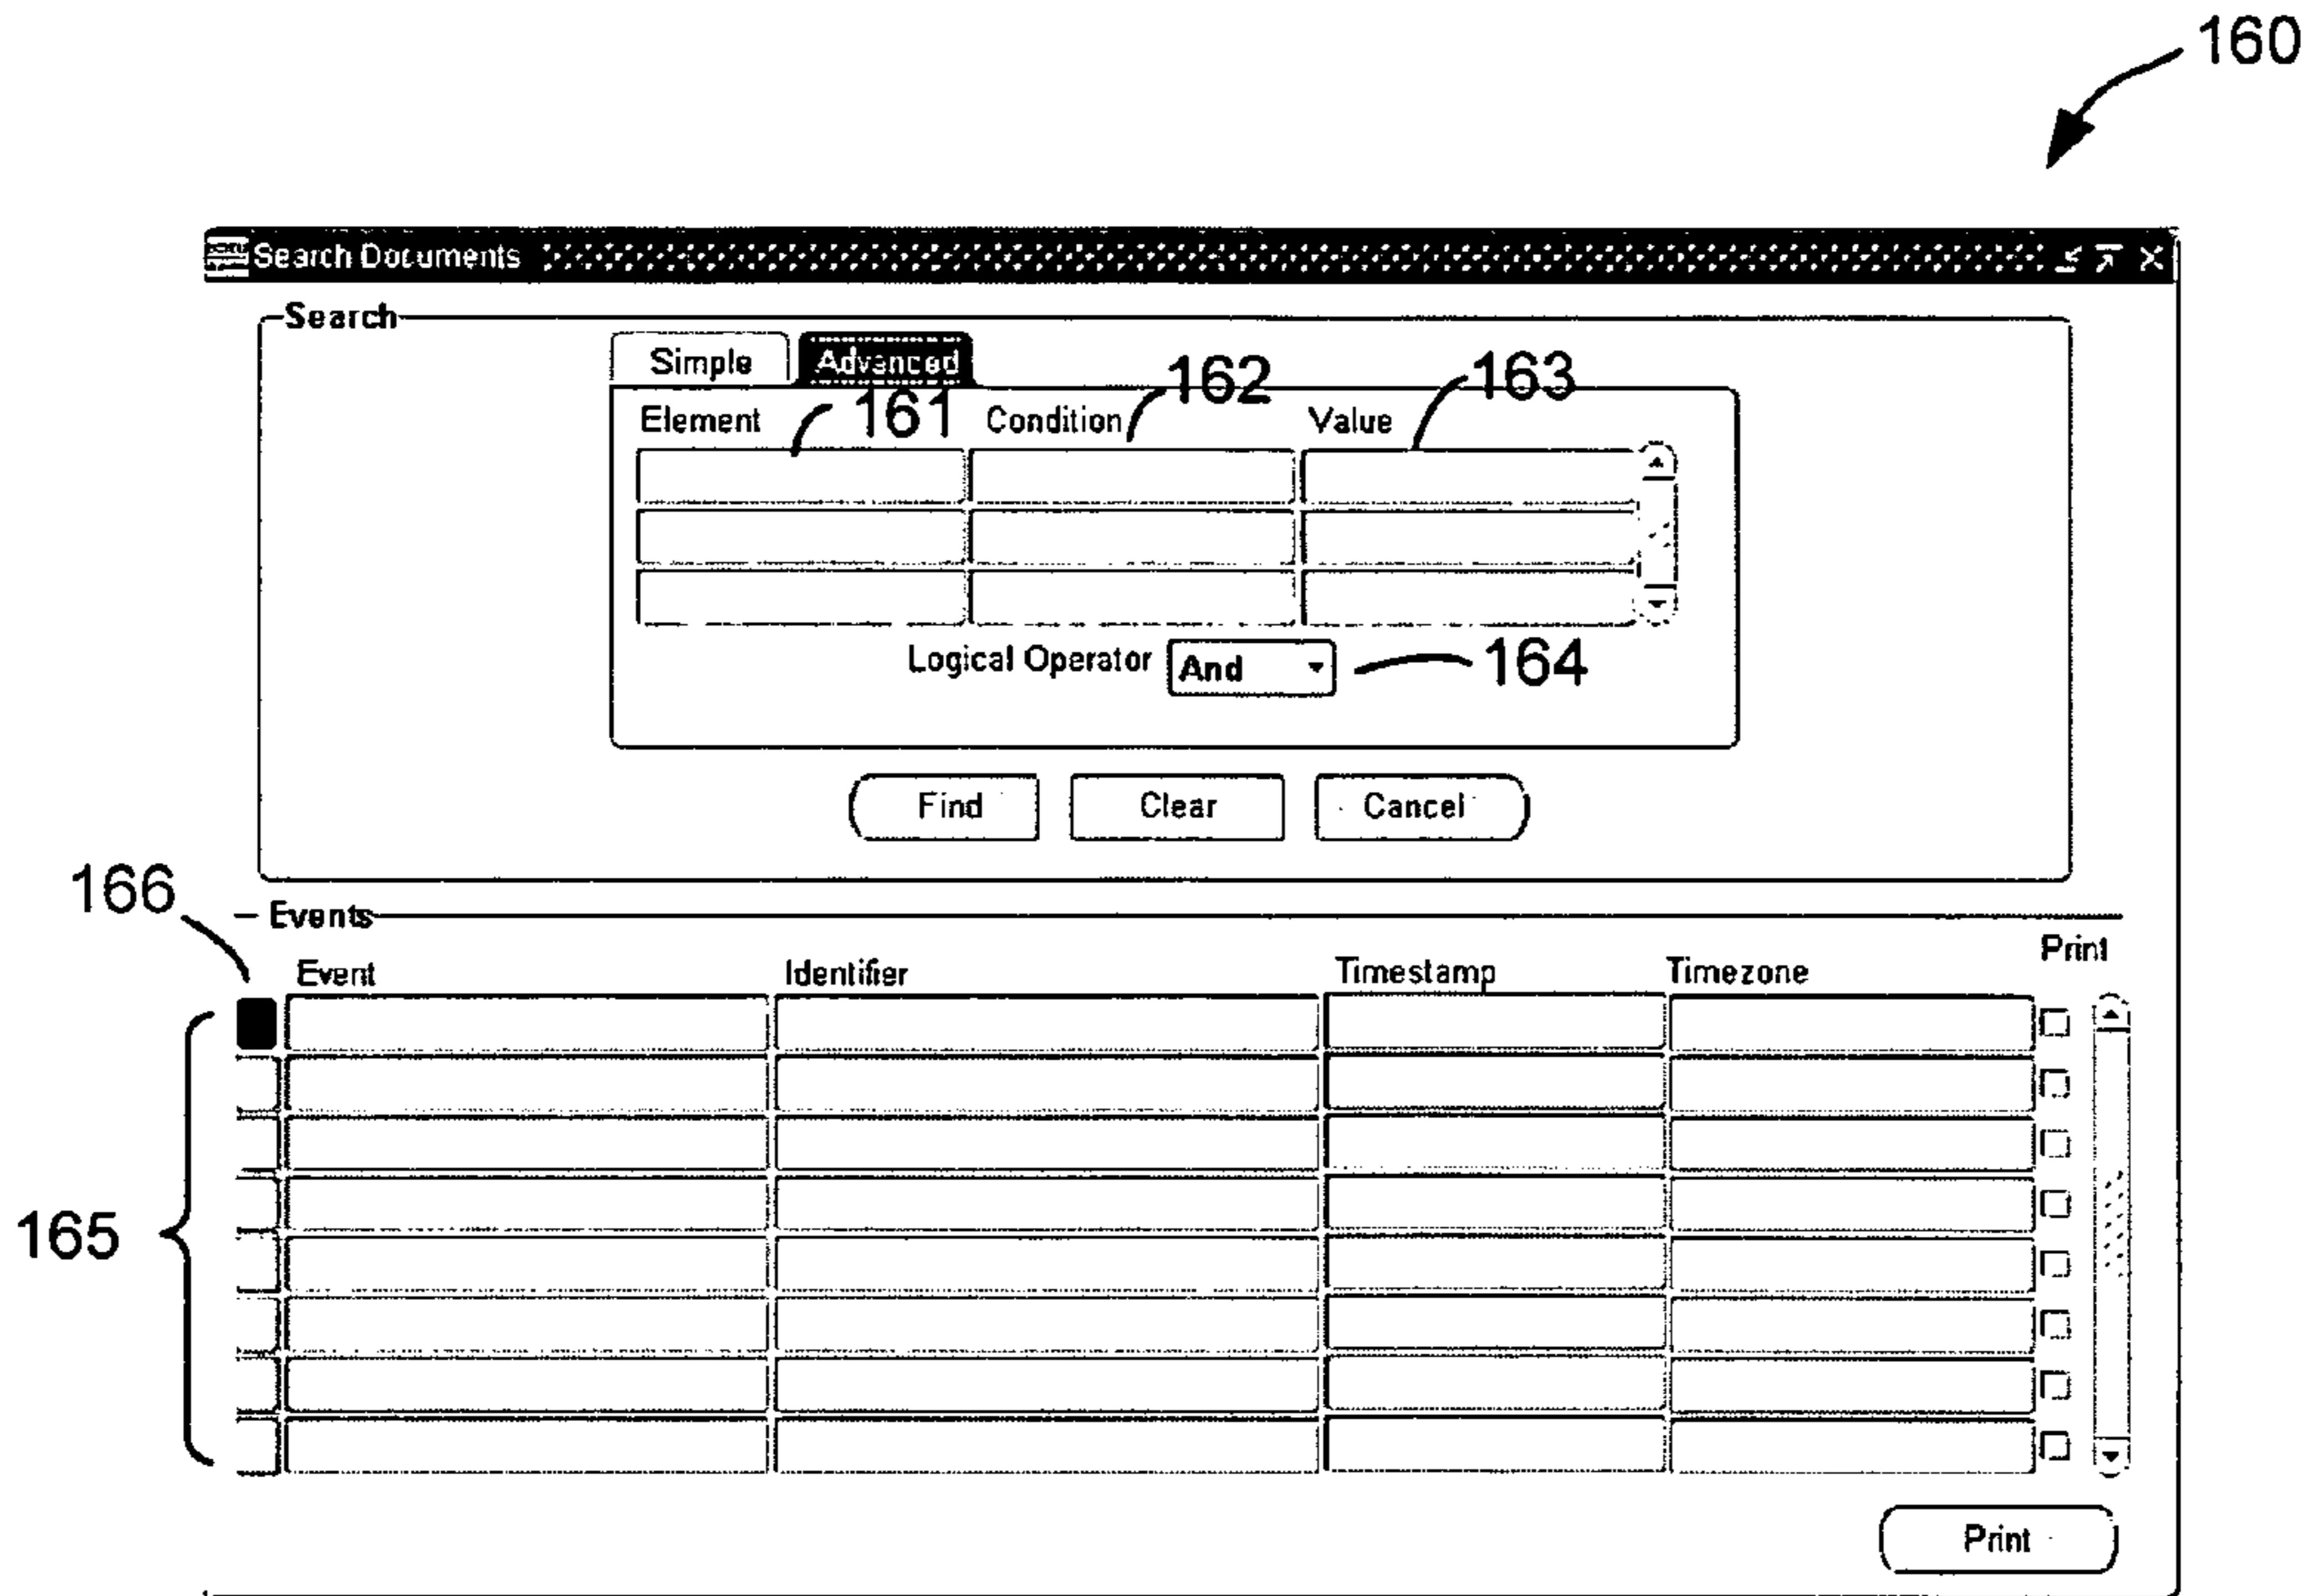 160
Search Documents
Search
Simple Advanced
Element 161 Condition 162 Value 163
Logical Operator And 164
Find Clear Cancel
166
Events
Event Identifier Timestamp Timezone Print
165
Print